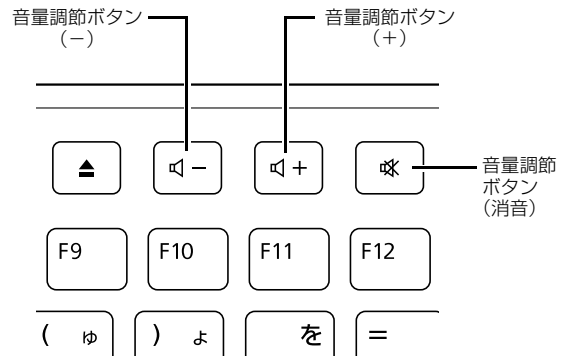 音量調節ボタン
（－）
音量調節ボタン
（＋）
音量調節
ボタン
（消音）
－
＋
F9
F10
F11
F12
( ゅ
) ょ
を
=